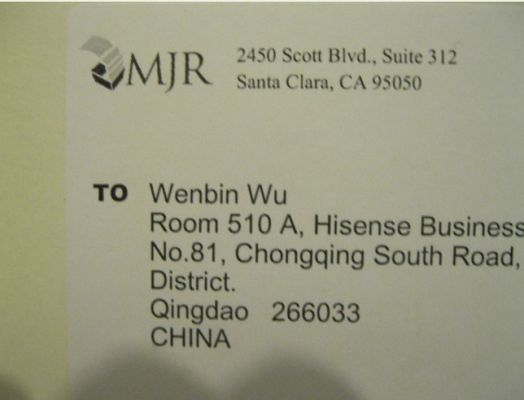 MJR
2450 Scott Blvd., Suite 312
Santa Clara, CA 95050
TO
Wenbin Wu
Room 510 A, Hisense Business
No.81, Chongqing South Road,
District.
Qingdao 266033
CHINA